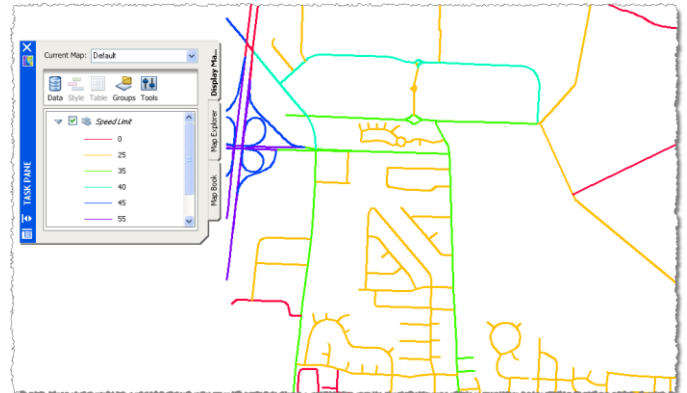 Current Map: Default
Data Style Table Groups Tools
Speed Limit
0
25
35
40
45
55
Display Ma...
Map Explorer
Map Book
TASK PANE